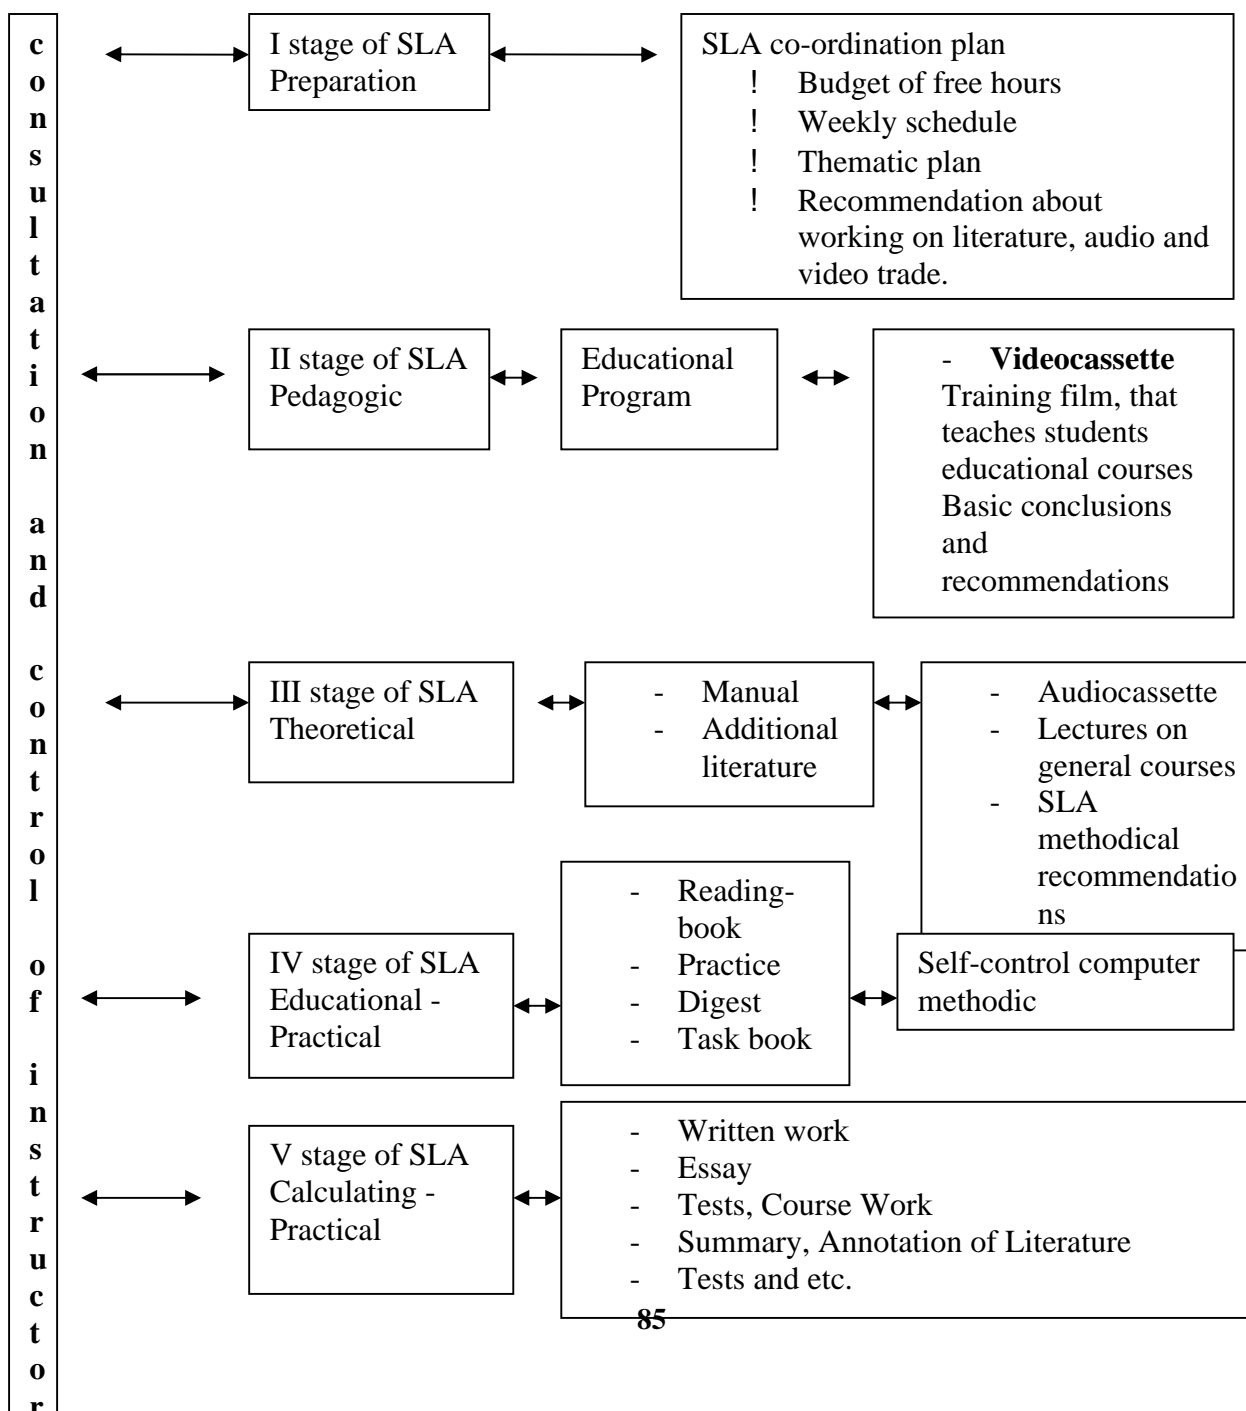 consultation and control of instructor
I stage of SLA
Preparation
SLA co-ordination plan
! Budget of free hours
! Weekly schedule
! Thematic plan
! Recommendation about
working on literature, audio and
video trade.
II stage of SLA
Pedagogic
Educational
Program
- Videocassette
Training film, that
teaches students
educational courses
Basic conclusions
and
recommendations
III stage of SLA
Theoretical
- Manual
- Additional
literature
- Audiocassette
- Lectures on
general courses
- SLA
methodical
recommendatio
ns
IV stage of SLA
Educational -
Practical
- Reading-
book
- Practice
- Digest
- Task book
Self-control computer
methodic
V stage of SLA
Calculating -
Practical
- Written work
- Essay
- Tests, Course Work
- Summary, Annotation of Literature
- Tests and etc.
85